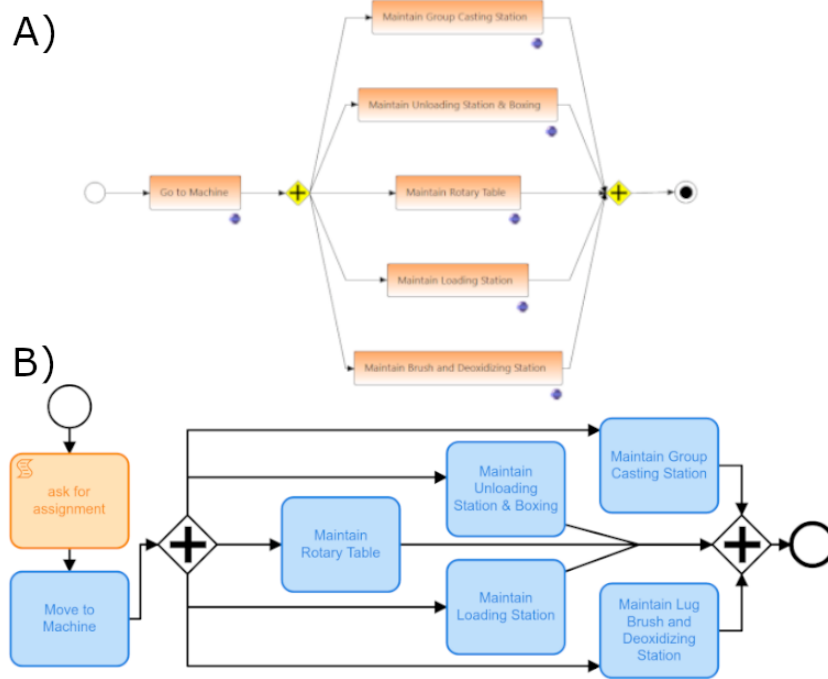 A)
Maintain Group Casting Station
Maintain Unloading Station & Boxing
Go to Machine
Maintain Rotary Table
Maintain Loading Station
Maintain Brush and Deoxidizing Station
B)
ask for
assignment
Move to
Machine
Maintain
Rotary Table
Maintain
Unloading
Station & Boxing
Maintain
Loading Station
Maintain Group
Casting Station
Maintain Lug
Brush and
Deoxidizing
Station